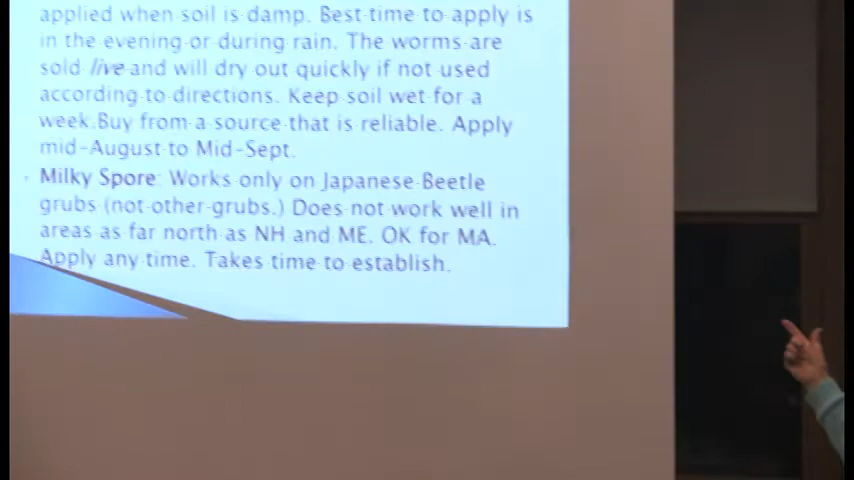 applied when soil is damp. Best time to apply is
in the evening or during rain. The worms are
sold live and will dry out quickly if not used
according to directions. Keep soil wet for a
week.Buy from a source that is reliable. Apply
mid-August to Mid-Sept.
Milky Spore: Works only on Japanese Beetle
grubs (not other grubs.) Does not work well in
areas as far north as NH and ME. OK for MA.
Apply any time. Takes time to establish.